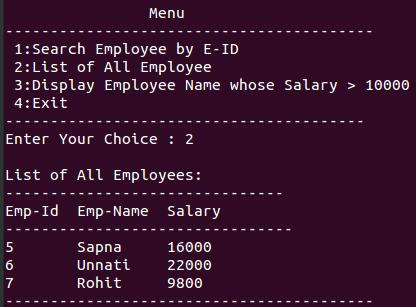 Menu
-----------------------------------------
1:Search Employee by E-ID
2:List of All Employee
3:Display Employee Name whose Salary > 10000
4:Exit
----------------------------------------
Enter Your Choice : 2
List of All Employees:
-------------------------------
Emp-Id Emp-Name Salary
--------------------------------
5 Sapna 16000
6 Unnati 22000
7 Rohit 9800
-----------------------------------------